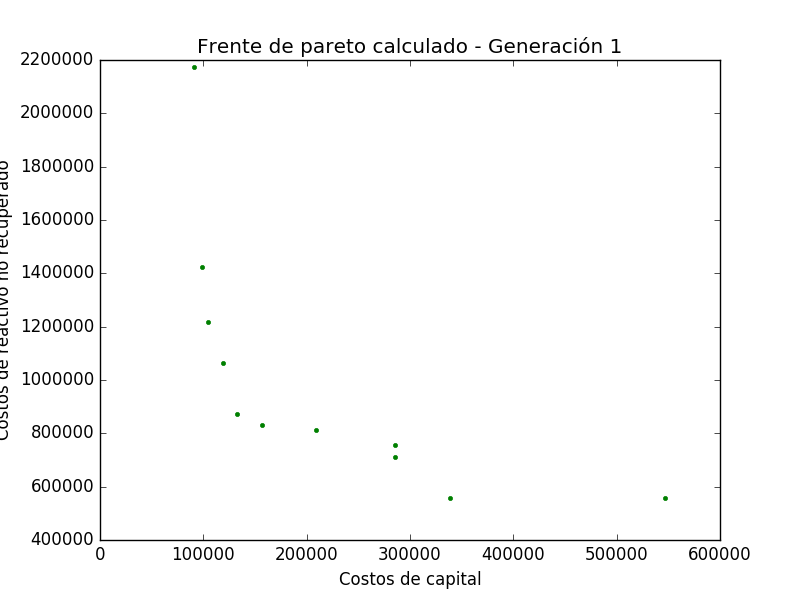 Frente de pareto calculado - Generación 1
2200000
2000000
1800000
1600000
1400000
1200000
1000000
800000
600000
400000
Costos de reactivo no recuperado
0 100000 200000 300000 400000 500000 600000
Costos de capital